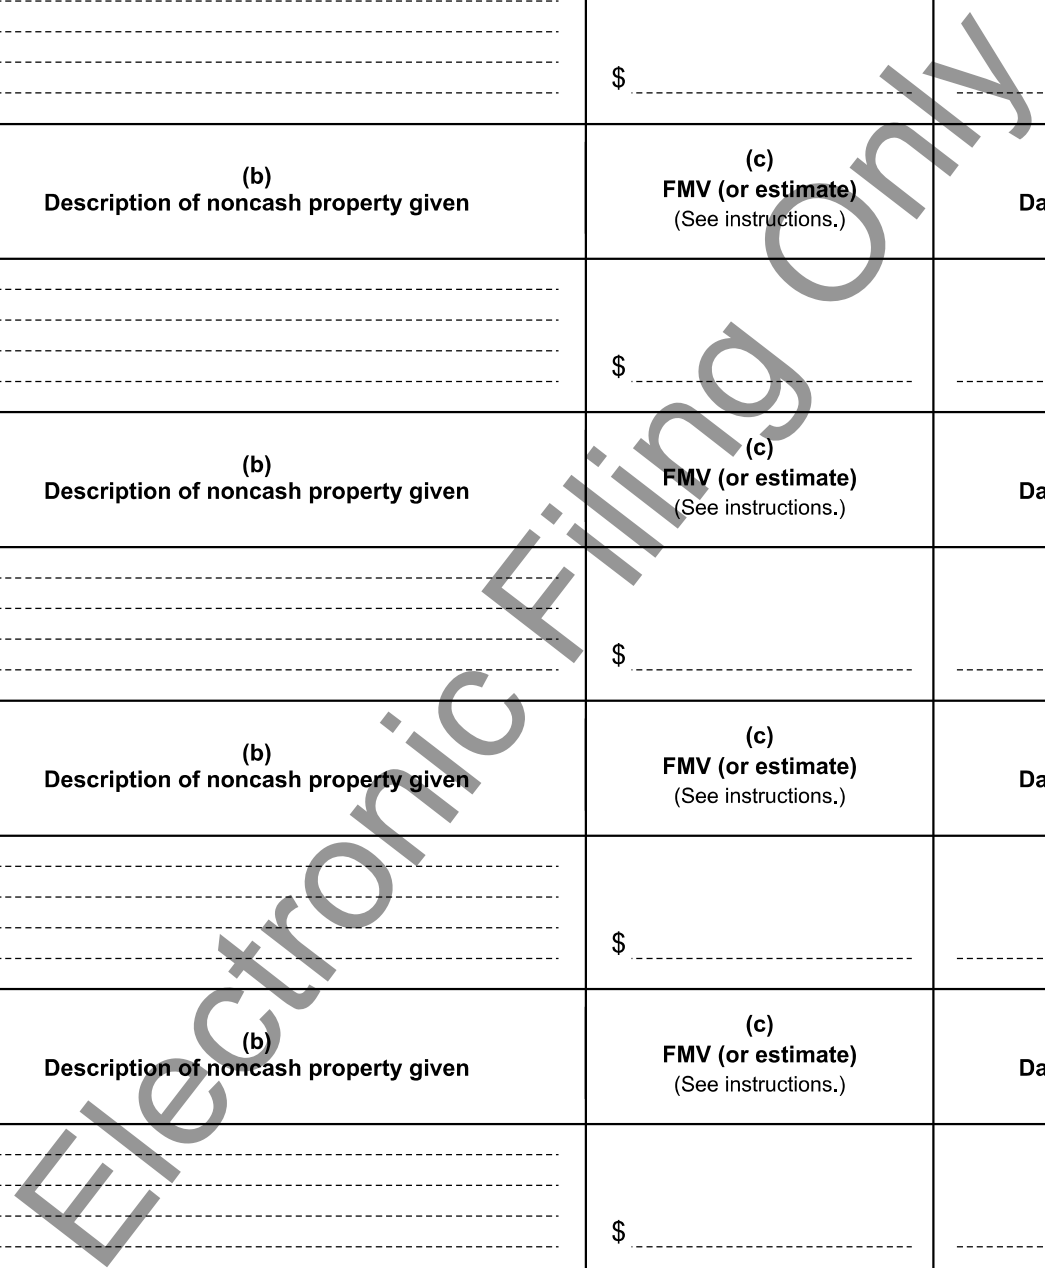 $
(b)
Description of noncash property given
(c)
FMV (or estimate)
(See instructions.)
Da
$
(b)
Description of noncash property given
(c)
FMV (or estimate)
(See instructions.)
Da
$
(b)
Description of noncash property given
(c)
FMV (or estimate)
(See instructions.)
Da
$
(b)
Description of noncash property given
(c)
FMV (or estimate)
(See instructions.)
Da
$
Electronic Filing Only